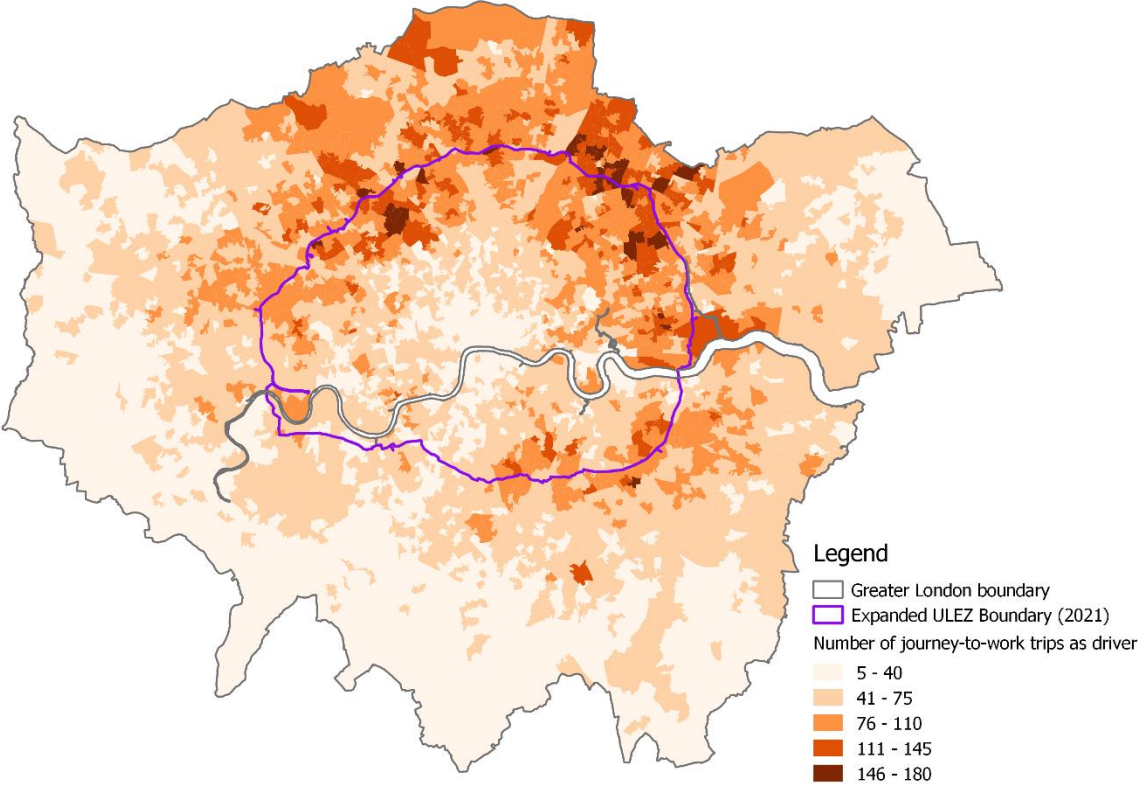 Legend
Greater London boundary
Expanded ULEZ Boundary (2021)
Number of journey-to-work trips as driver
5 - 40
41 - 75
76 - 110
111 - 145
146 - 180